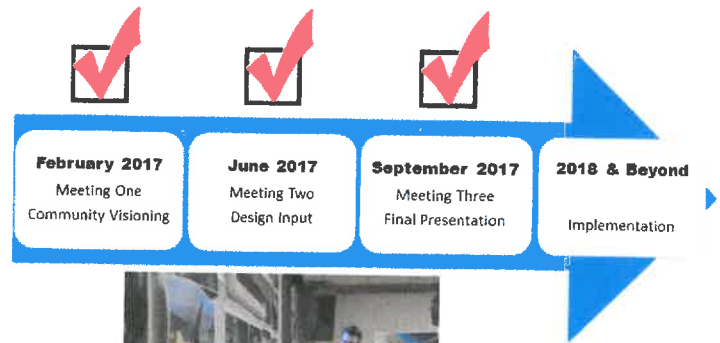 February 2017
Meeting One
Community Visioning
June 2017
Meeting Two
Design Input
September 2017
Meeting Three
Final Presentation
2018 & Beyond
Implementation